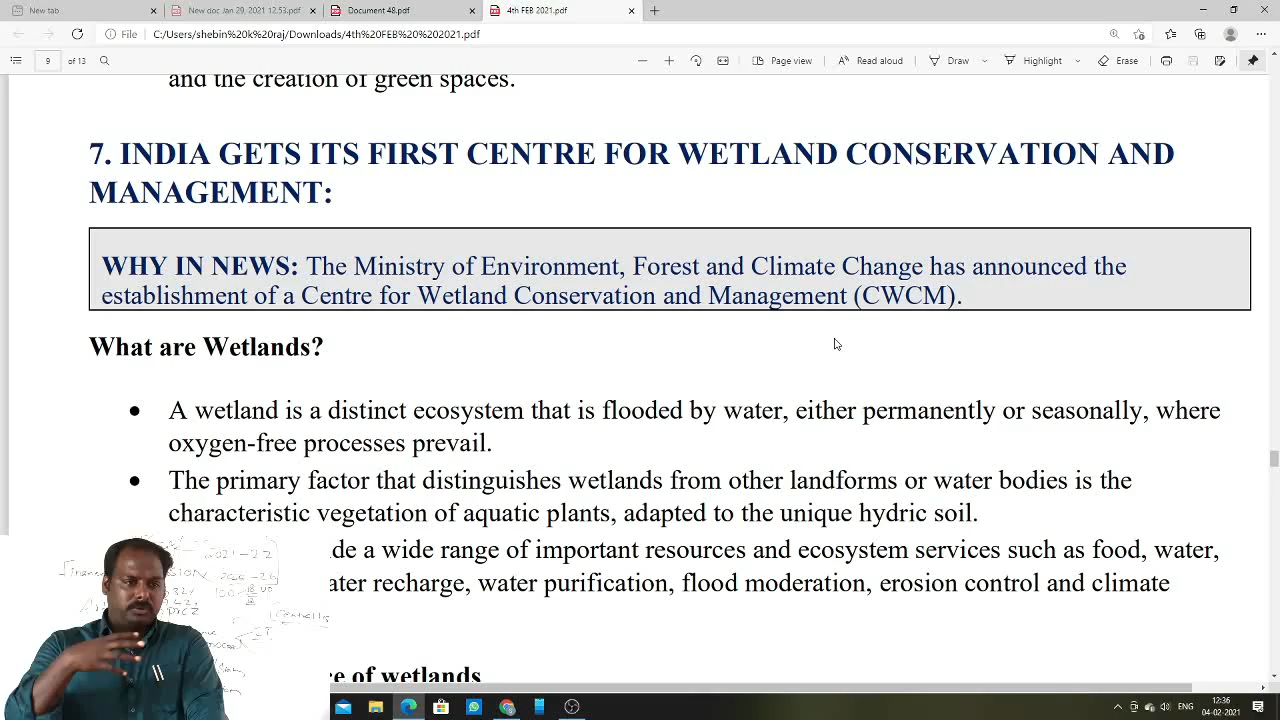 New tab
New doc Jan 29, 2021 12.53.pdf
Document 48.pdf
4th FEB 2021.pdf
File
C:/Users/shebin%20k%20raj/Downloads/4th%20FEB%20%202021.pdf
9 of 13
Page view
Read aloud
Draw
Highlight
Erase
and the creation of green spaces.
7. INDIA GETS ITS FIRST CENTRE FOR WETLAND CONSERVATION AND
MANAGEMENT:
WHY IN NEWS: The Ministry of Environment, Forest and Climate Change has announced the
establishment of a Centre for Wetland Conservation and Management (CWCM).
What are Wetlands?
• A wetland is a distinct ecosystem that is flooded by water, either permanently or seasonally, where
oxygen-free processes prevail.
• The primary factor that distinguishes wetlands from other landforms or water bodies is the
characteristic vegetation of aquatic plants, adapted to the unique hydric soil.
de a wide range of important resources and ecosystem services such as food, water,
ater recharge, water purification, flood moderation, erosion control and climate
2021-22
e of wetlands
ENG
12:36
04-02-2021